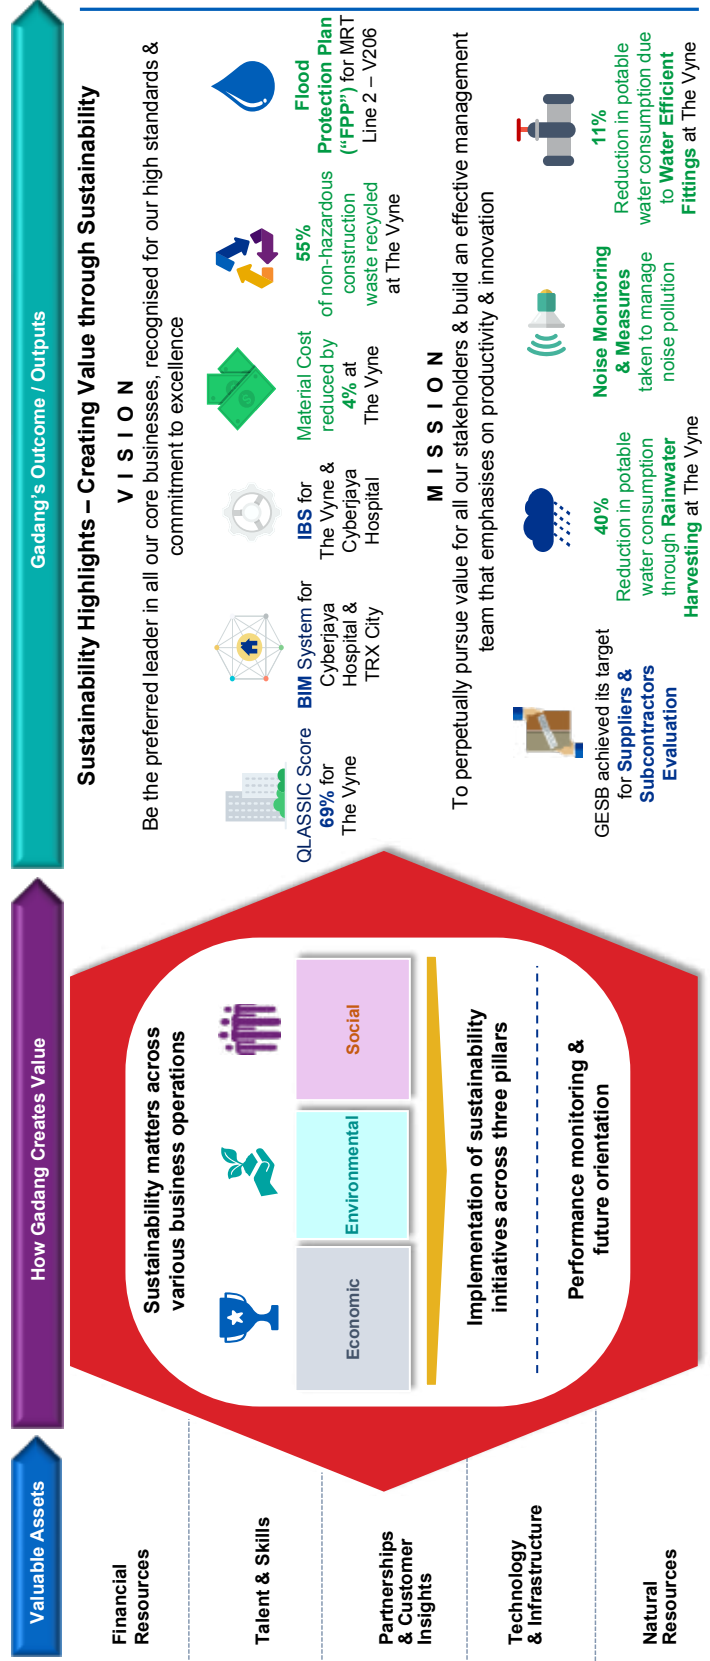 Valuable Assets
How Gadang Creates Value
Gadang's Outcome / Outputs
Financial
Resources
Talent & Skills
Partnerships
& Customer
Insights
Technology
& Infrastructure
Natural
Resources
Sustainability matters across
various business operations
Economic
Environmental
Social
Implementation of sustainability
initiatives across three pillars
Performance monitoring &
future orientation
Sustainability Highlights – Creating Value through Sustainability
VISION
Be the preferred leader in all our core businesses, recognised for our high standards &
commitment to excellence
QLASSIC Score
69% for
The Vyne
BIM System for
Cyberjaya
Hospital &
TRX City
IBS for
The Vyne &
Cyberjaya
Hospital
Material Cost
reduced by
4% at
The Vyne
55%
of non-hazardous
construction
waste recycled
at The Vyne
Flood
Protection Plan
("FPP") for MRT
Line 2 – V206
MISSION
To perpetually pursue value for all our stakeholders & build an effective management
team that emphasises on productivity & innovation
GESB achieved its target
for Suppliers &
Subcontractors
Evaluation
40%
Reduction in potable
water consumption
through Rainwater
Harvesting at The Vyne
Noise Monitoring
& Measures
taken to manage
noise pollution
11%
Reduction in potable
water consumption due
to Water Efficient
Fittings at The Vyne